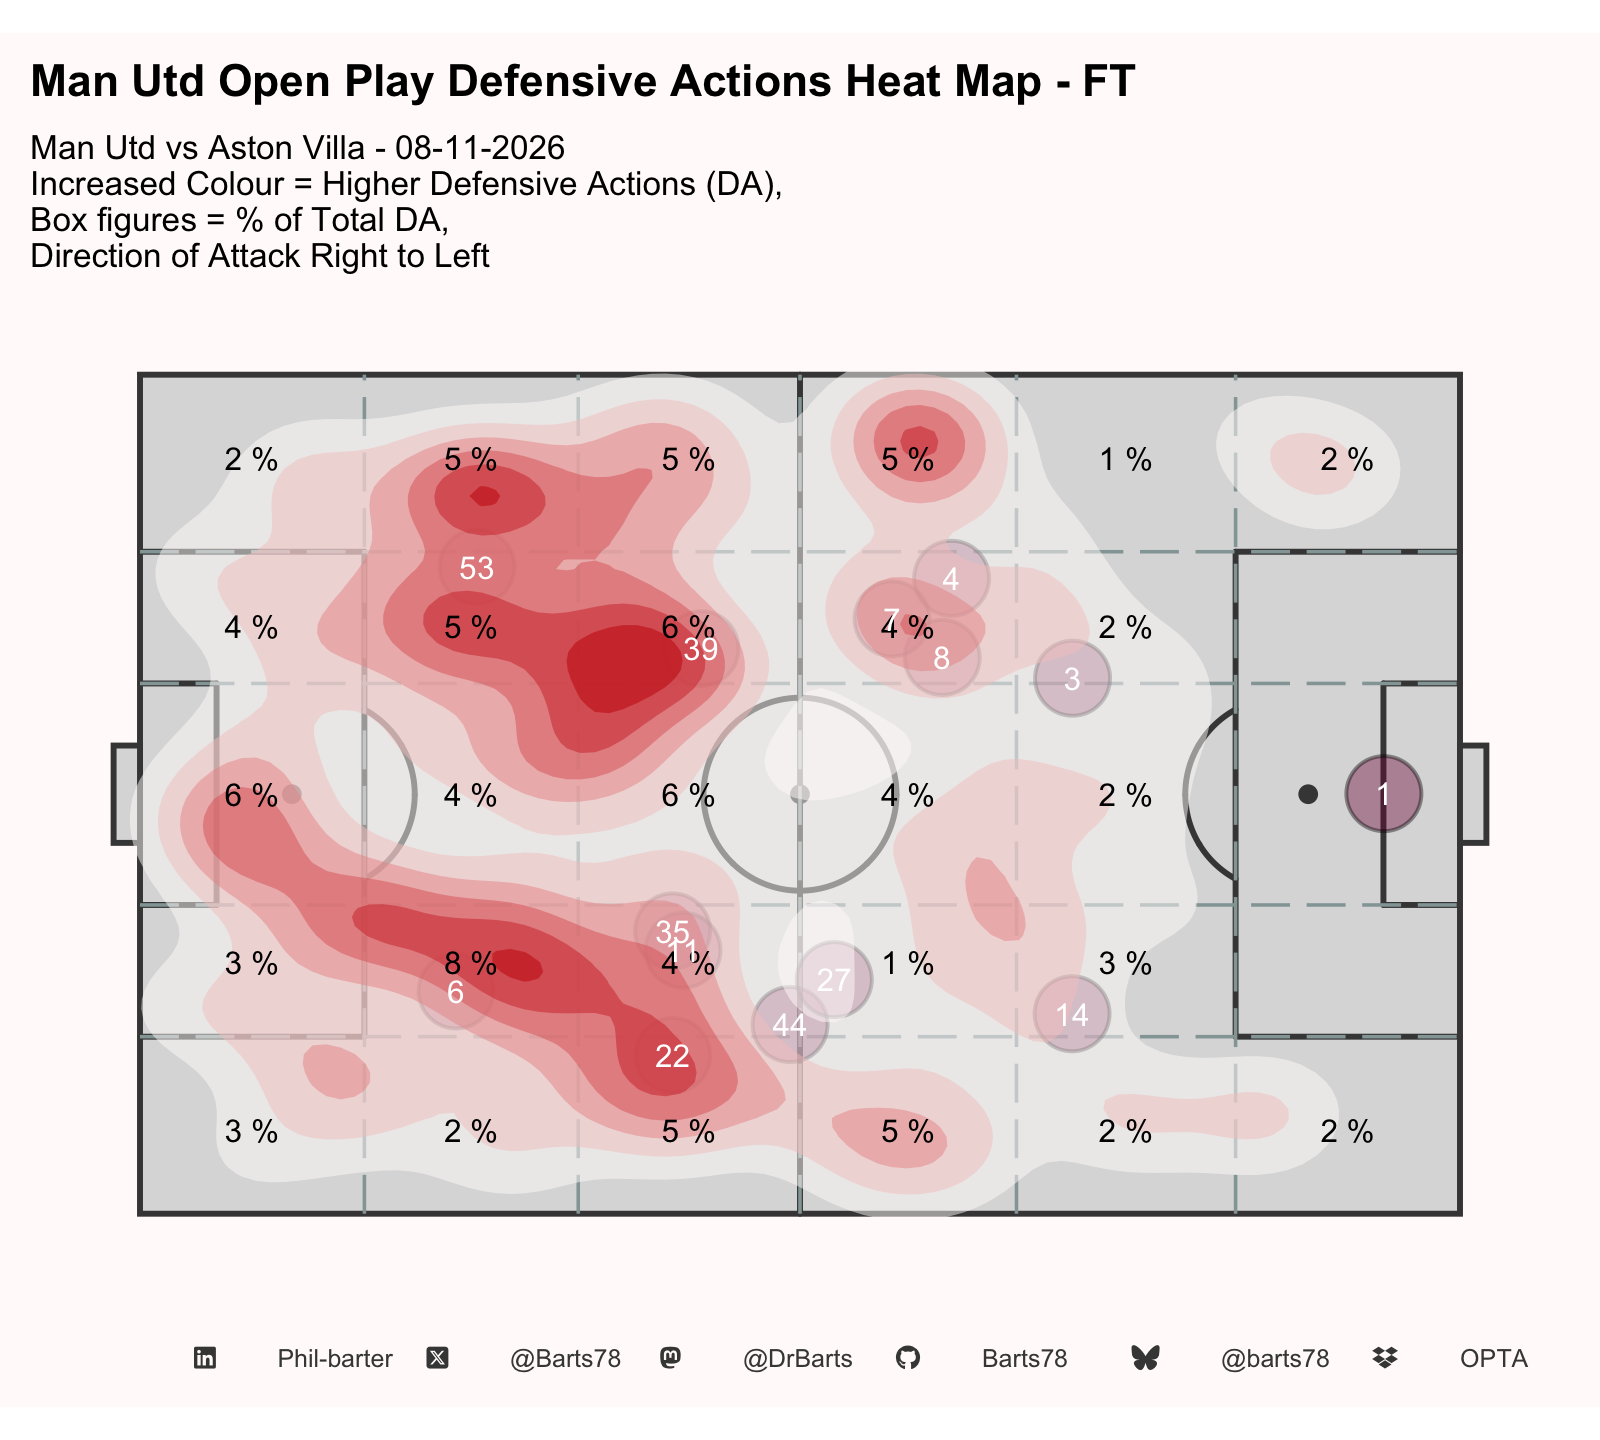 Man Utd Open Play Defensive Actions Heat Map - FT
Man Utd vs Aston Villa - 08-11-2026
Increased Colour = Higher Defensive Actions (DA),
Box figures = % of Total DA,
Direction of Attack Right to Left
2 % 5 % 5 % 5 % 1 % 2 %
53 4
4 % 5 % 6 % 7 4 % 2 %
39 8 3
6 % 4 % 6 % 4 % 2 % 1
35
11
3 % 8 % 4 % 1 % 3 %
6 27
44 14
22
3 % 2 % 5 % 5 % 2 % 2 %
Phil-barter @Barts78 @DrBarts Barts78 @barts78 OPTA